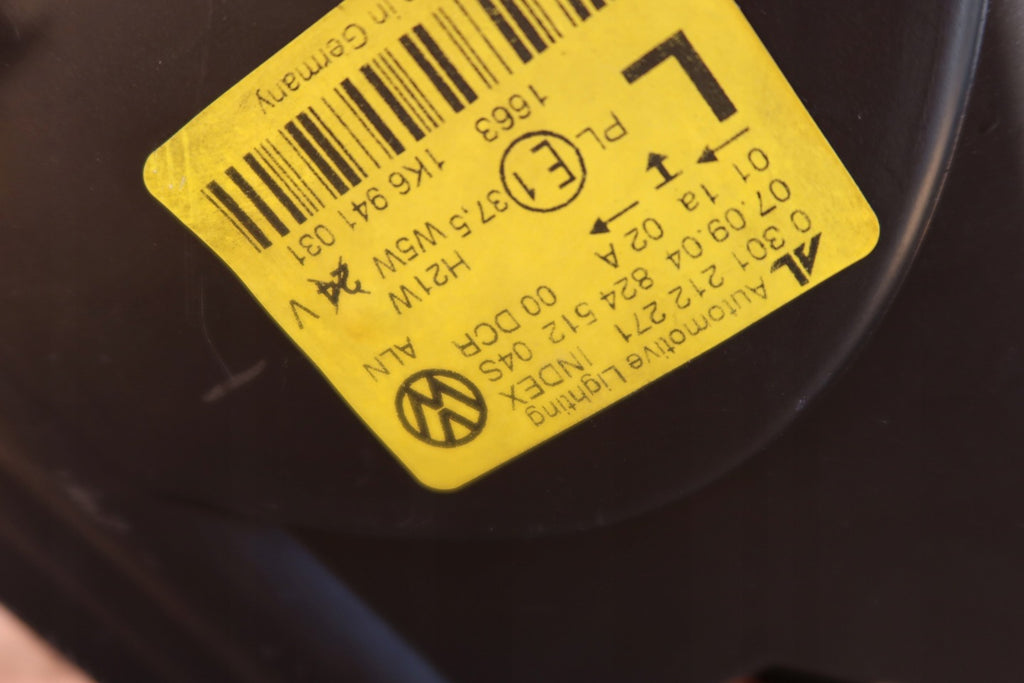 AL Automotive Lighting
0 301 212 271 INDEX
07.09.04 824 512 04S
01 1a 02 A 00 DCR
PL E1 37.5 W5W H21W ALN
1663
L
1K6 941 031
V
in Germany